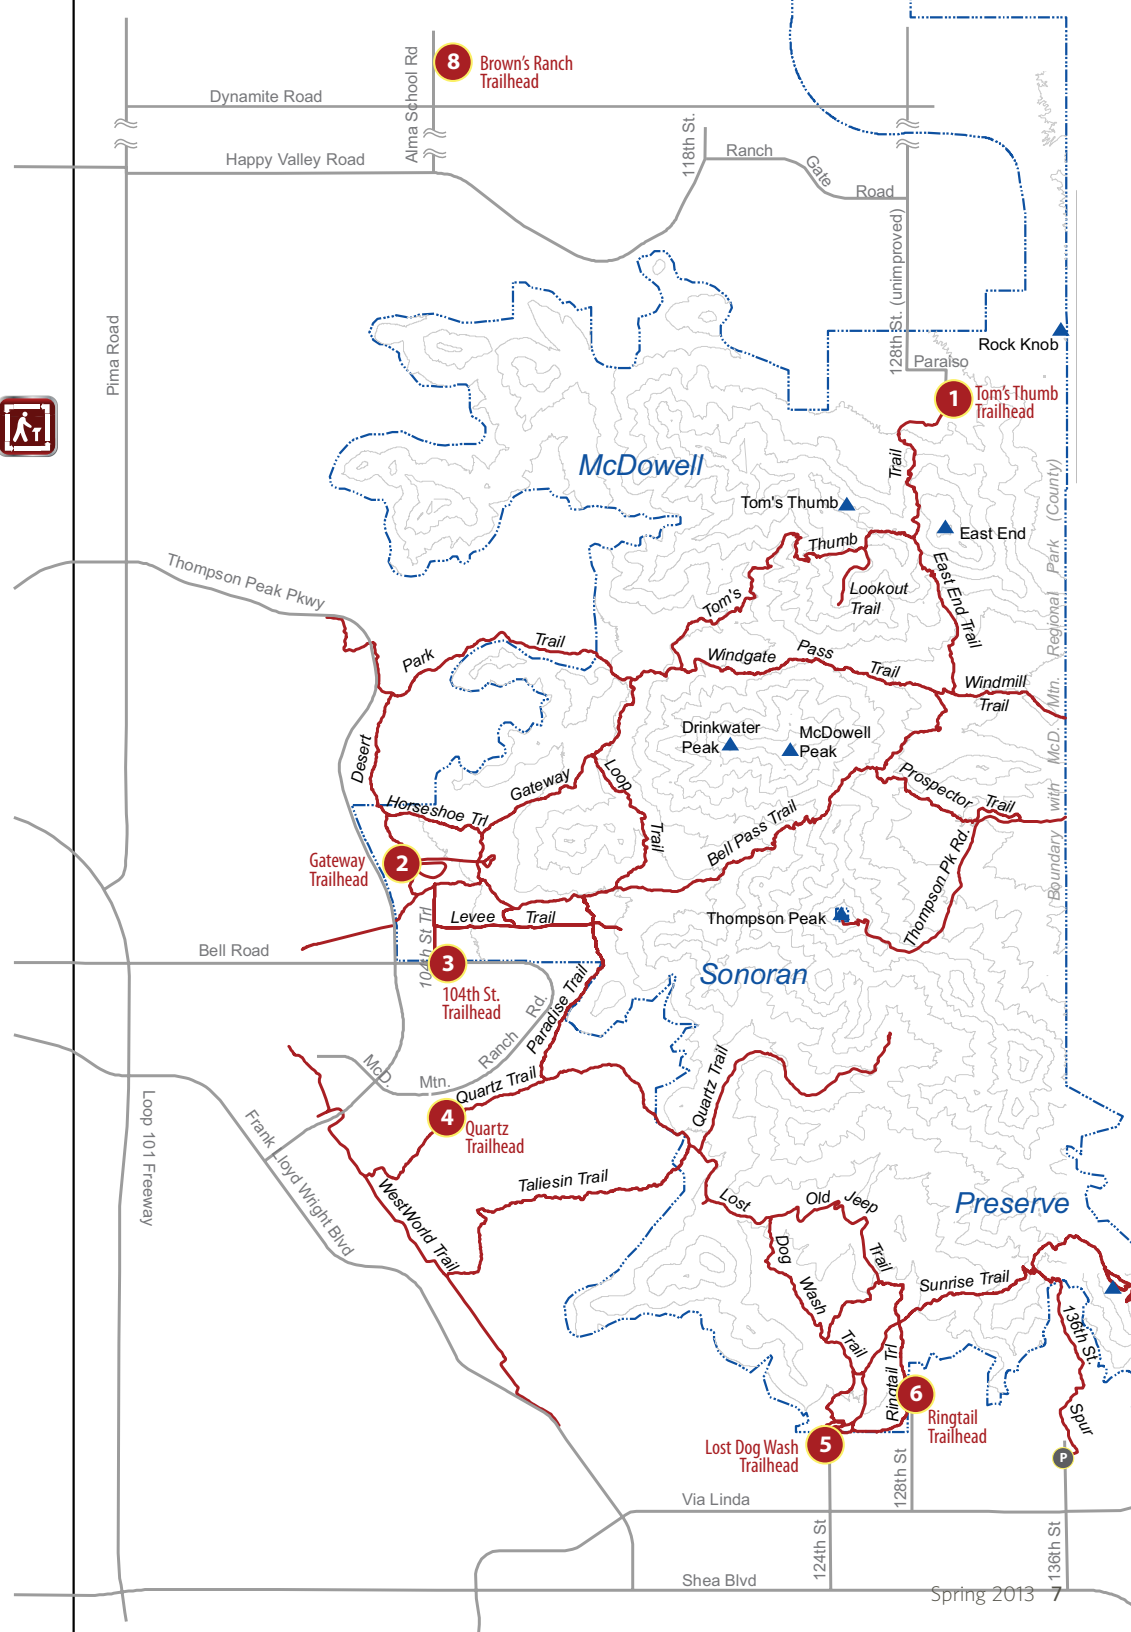 8
Brown's Ranch
Trailhead
Alma School Rd
Dynamite Road
118th St.
Happy Valley Road
Ranch
Gate
Road
128th St. (unimproved)
Pima Road
Rock Knob
Paraiso
1
Tom's Thumb
Trailhead
McDowell
Trail
Tom's Thumb
East End
Boundary with McD. Mtn. Regional Park (County)
Thumb
East End Trail
Thompson Peak Pkwy
Lookout
Trail
Tom's
Park
Trail
Windgate
Pass
Trail
Windmill
Trail
Drinkwater
Peak
McDowell
Peak
Desert
Gateway
Loop
Trail
Prospector
Trail
Horseshoe Trl
Bell Pass Trail
Thompson Pk Rd.
Gateway
Trailhead
2
Levee
Trail
104th St Trl
Thompson Peak
Bell Road
3
104th St.
Trailhead
Sonoran
Paradise Trail
McD.
Mtn.
Ranch
Rd.
Quartz Trail
Quartz Trail
4
Quartz
Trailhead
Loop 101 Freeway
Frank Lloyd Wright Blvd
WestWorld Trail
Taliesin Trail
Lost
Dog
Wash
Trail
Old
Jeep
Trail
Preserve
Sunrise Trail
136th St.
Spur
Ringtail Trl
6
Ringtail
Trailhead
5
Lost Dog Wash
Trailhead
P
128th St
Via Linda
124th St
136th St
Shea Blvd
Spring 2013 7